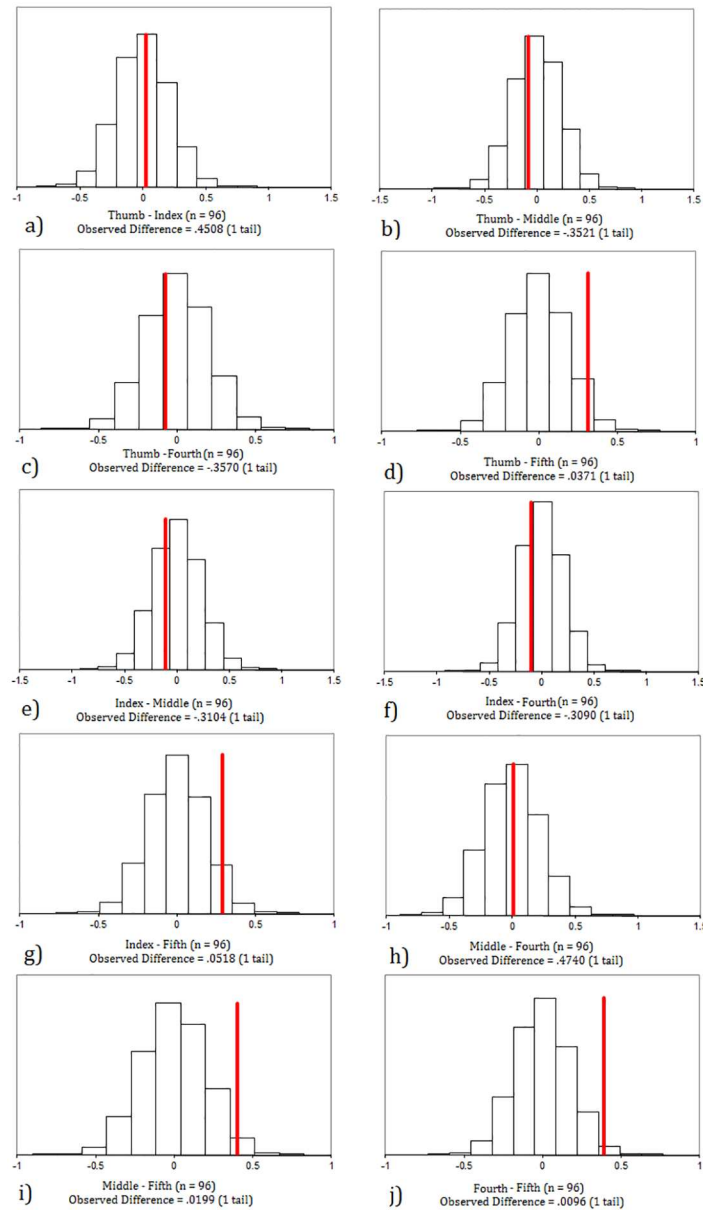 -1 -0.5 0 0.5 1 1.5
Thumb - Index (n = 96)
a) Observed Difference = .4508 (1 tail)
-1.5 -1 -0.5 0 0.5 1 1.5
Thumb - Middle (n = 96)
b) Observed Difference = -.3521 (1 tail)
-1 -0.5 0 0.5 1
Thumb -Fourth (n = 96)
c) Observed Difference = -.3570 (1 tail)
-1 -0.5 0 0.5 1
Thumb - Fifth (n = 96)
d) Observed Difference = .0371 (1 tail)
-1.5 -1 -0.5 0 0.5 1 1.5
Index - Middle (n = 96)
e) Observed Difference = -.3104 (1 tail)
-1.5 -1 -0.5 0 0.5 1 1.5
Index -Fourth (n = 96)
f) Observed Difference = -.3090 (1 tail)
-1 -0.5 0 0.5 1
Index - Fifth (n = 96)
g) Observed Difference = .0518 (1 tail)
-1 -0.5 0 0.5 1 1.5
Middle - Fourth (n = 96)
h) Observed Difference = .4740 (1 tail)
-1 -0.5 0 0.5 1
Middle - Fifth (n = 96)
i) Observed Difference = .0199 (1 tail)
-1 -0.5 0 0.5 1
Fourth - Fifth (n = 96)
j) Observed Difference = .0096 (1 tail)